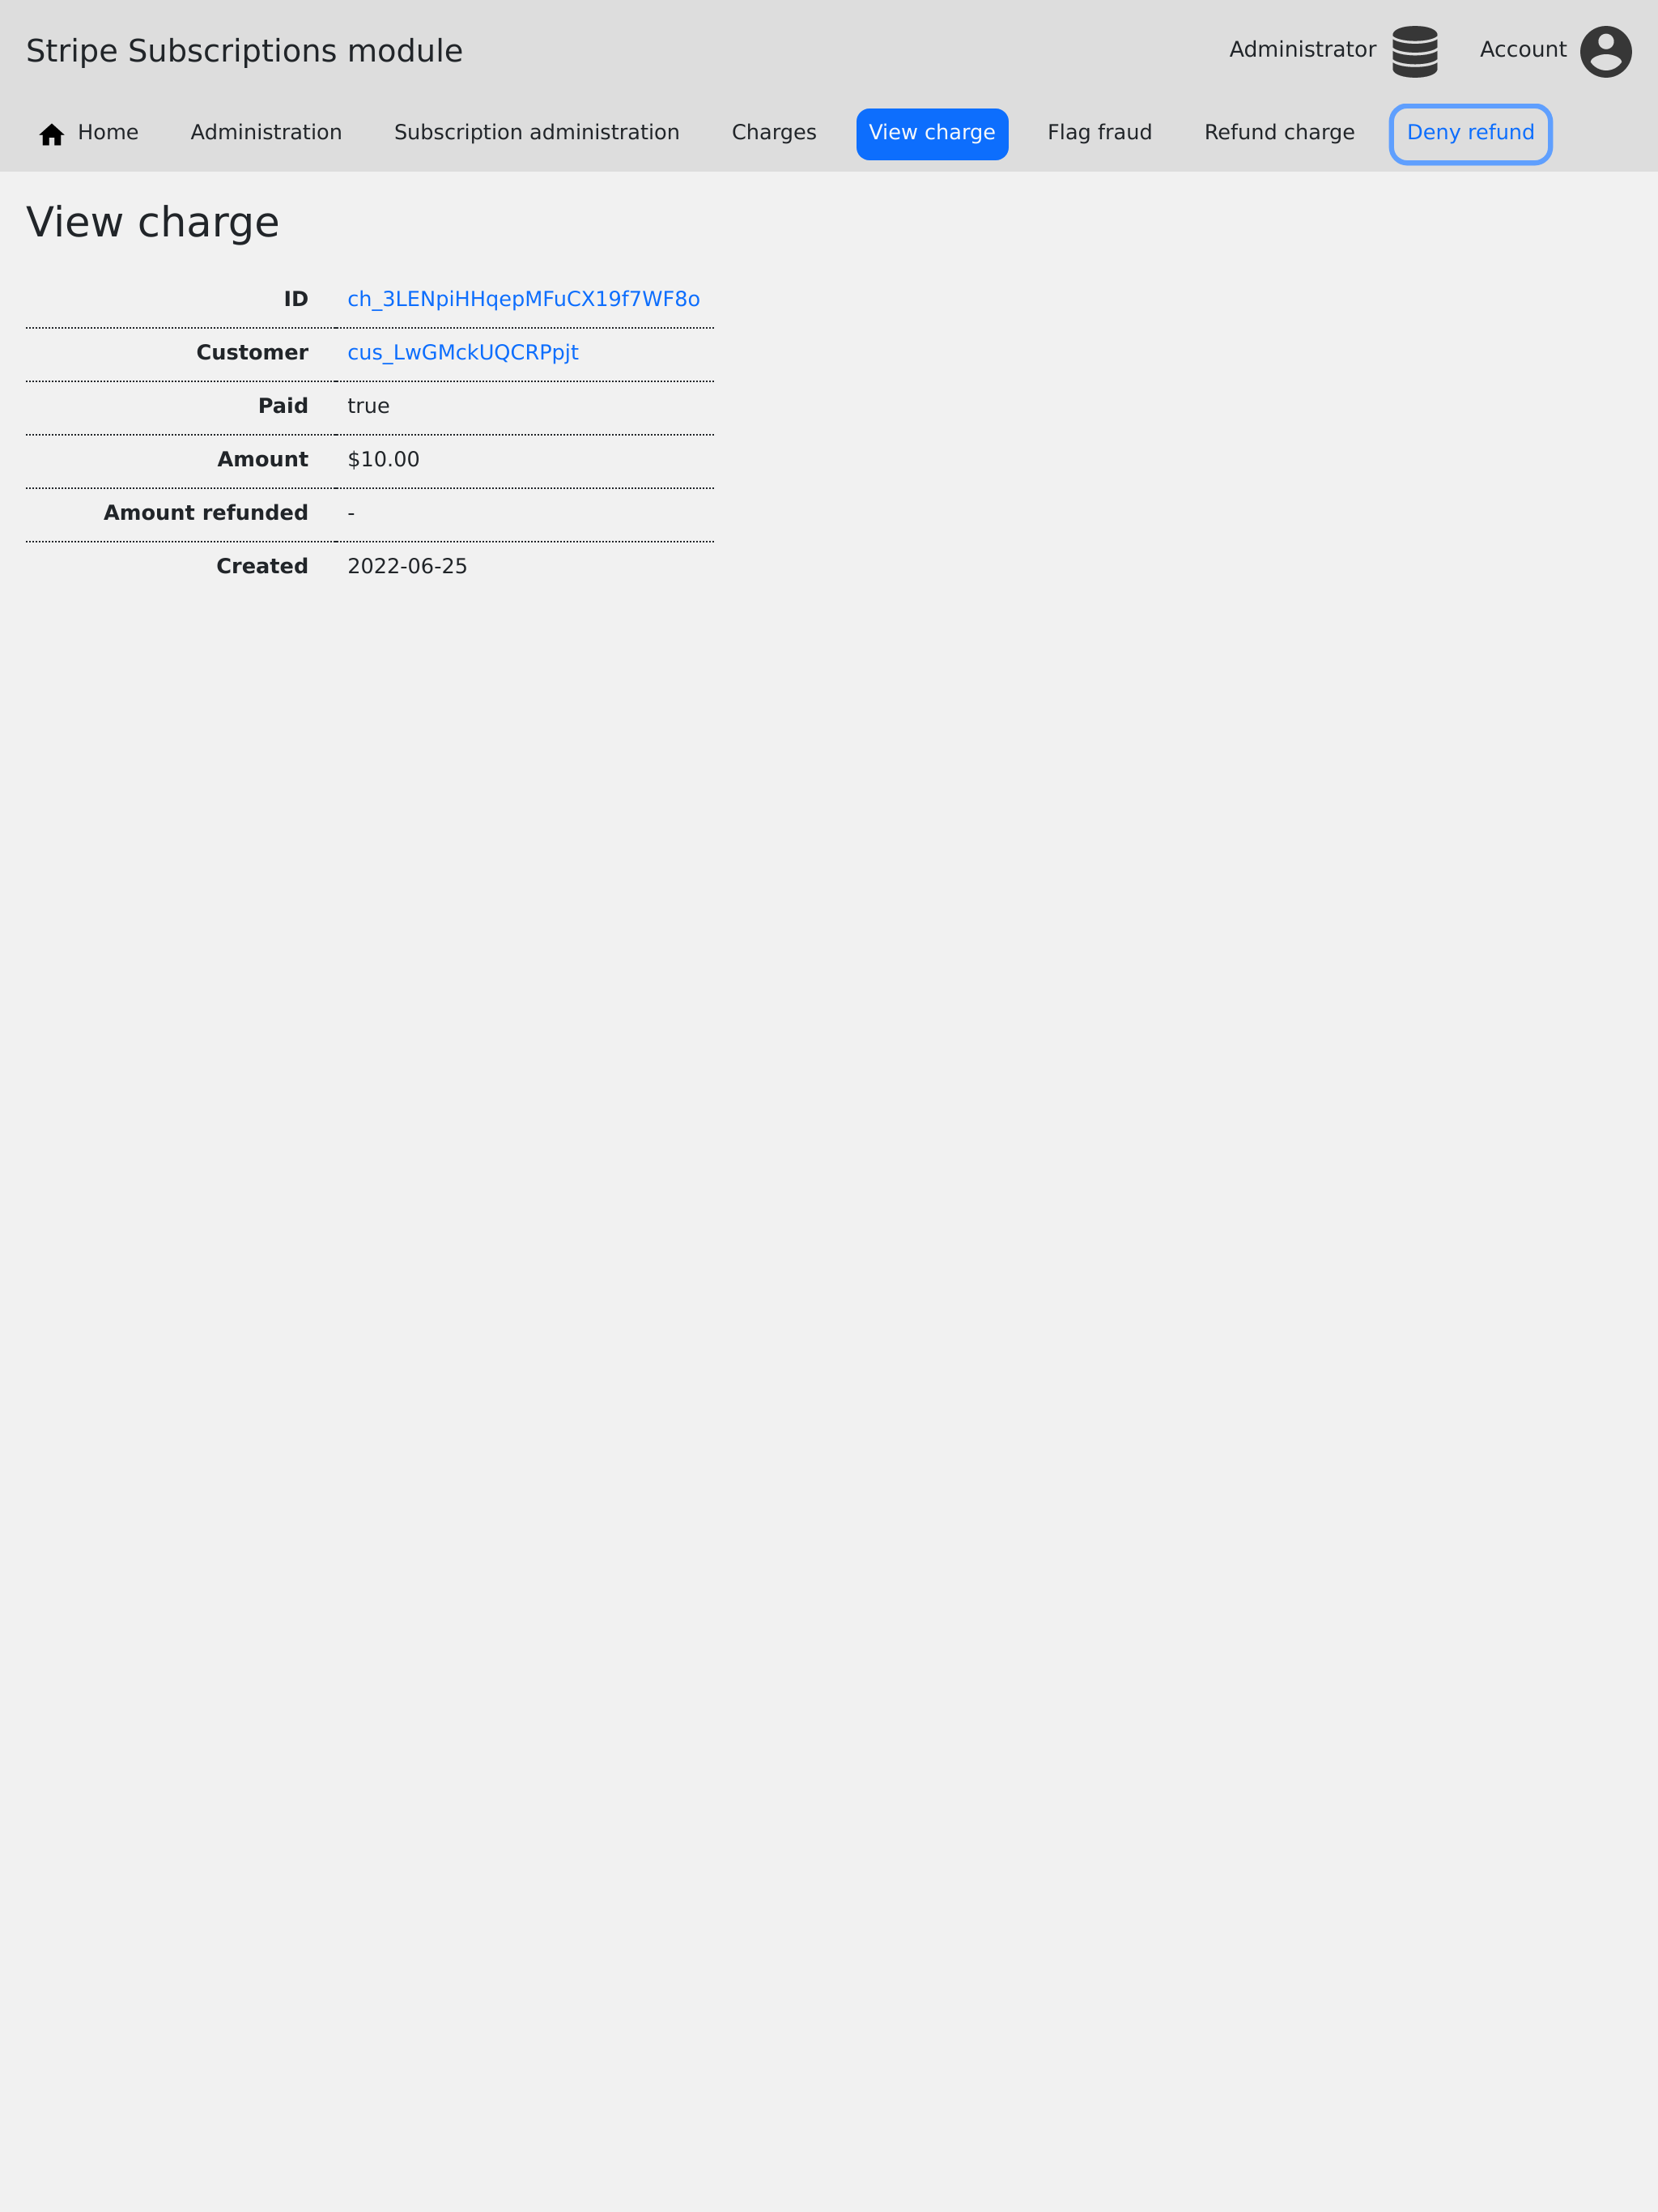 Stripe Subscriptions module
Administrator
Account
Home
Administration
Subscription administration
Charges
View charge
Flag fraud
Refund charge
Deny refund
View charge
ID ch_3LENpiHHqepMFuCX19f7WF8o
Customer cus_LwGMckUQCRPpjt
Paid true
Amount $10.00
Amount refunded -
Created 2022-06-25